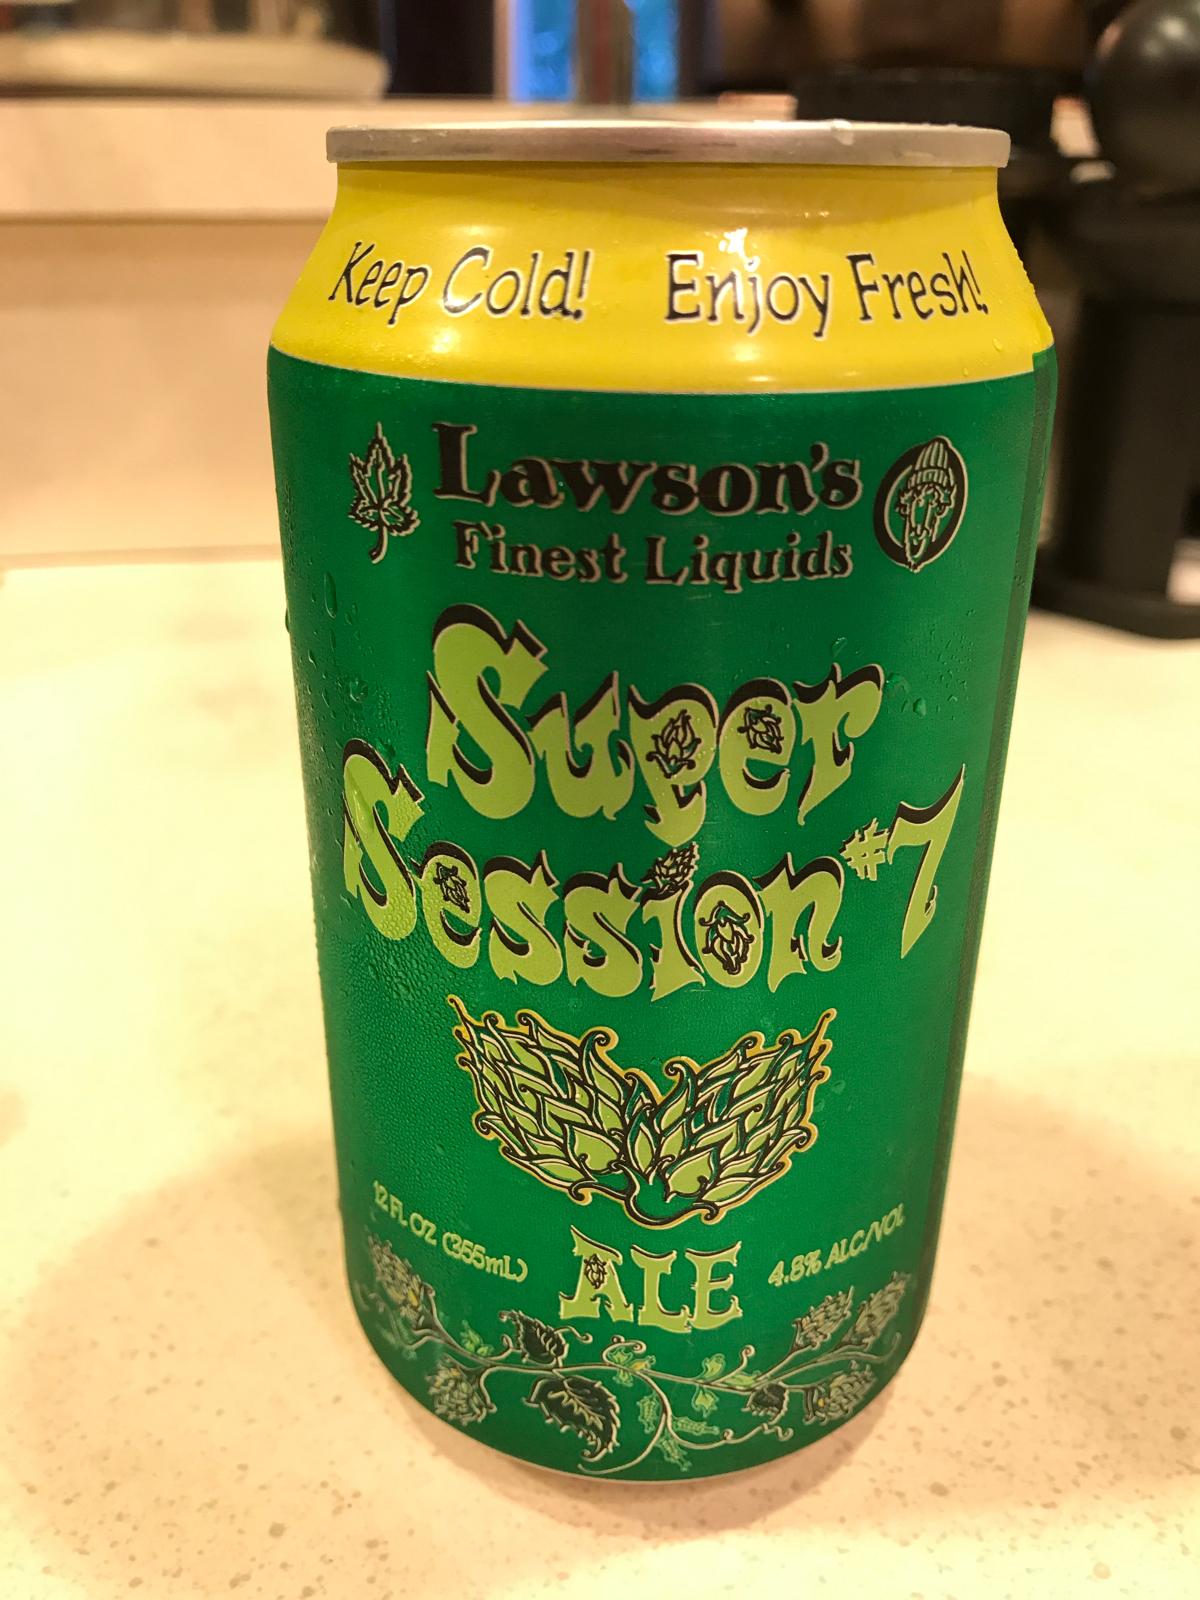 Keep Cold! Enjoy Fresh!
Lawson's
Finest Liquids
Super
Session #7
12 FL OZ (355mL)
ALE
4.8% ALC/VOL